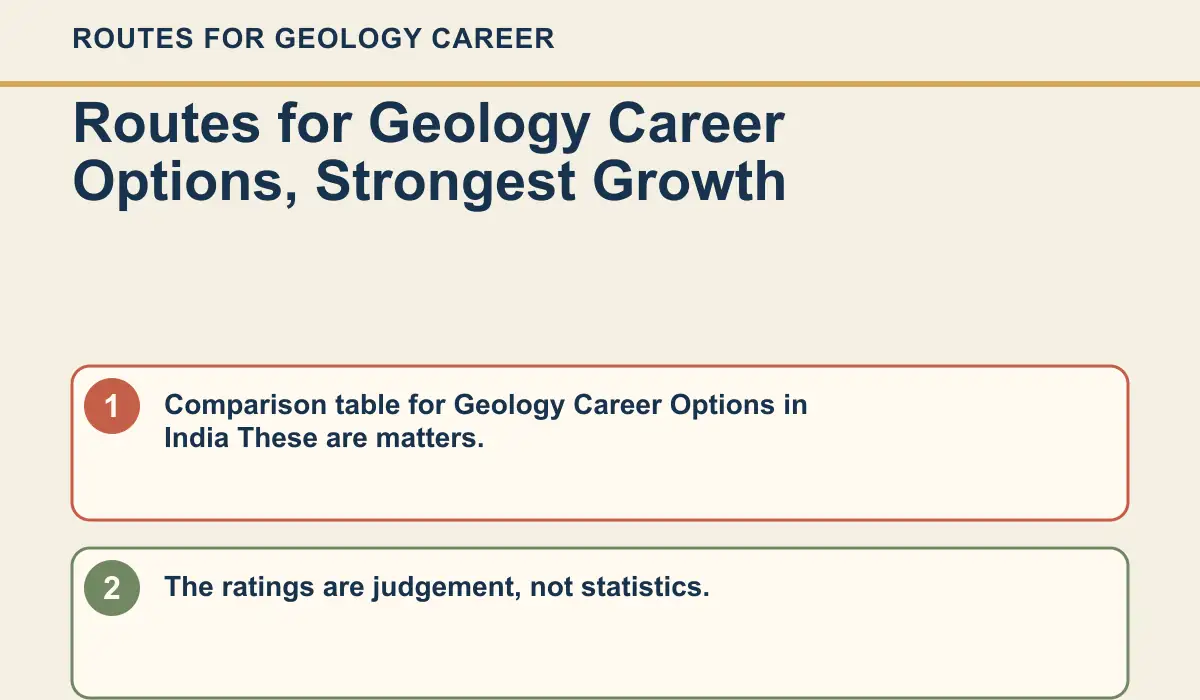 ROUTES FOR GEOLOGY CAREER
Routes for Geology Career
Options, Strongest Growth
1
Comparison table for Geology Career Options in
India These are matters.
2
The ratings are judgement, not statistics.